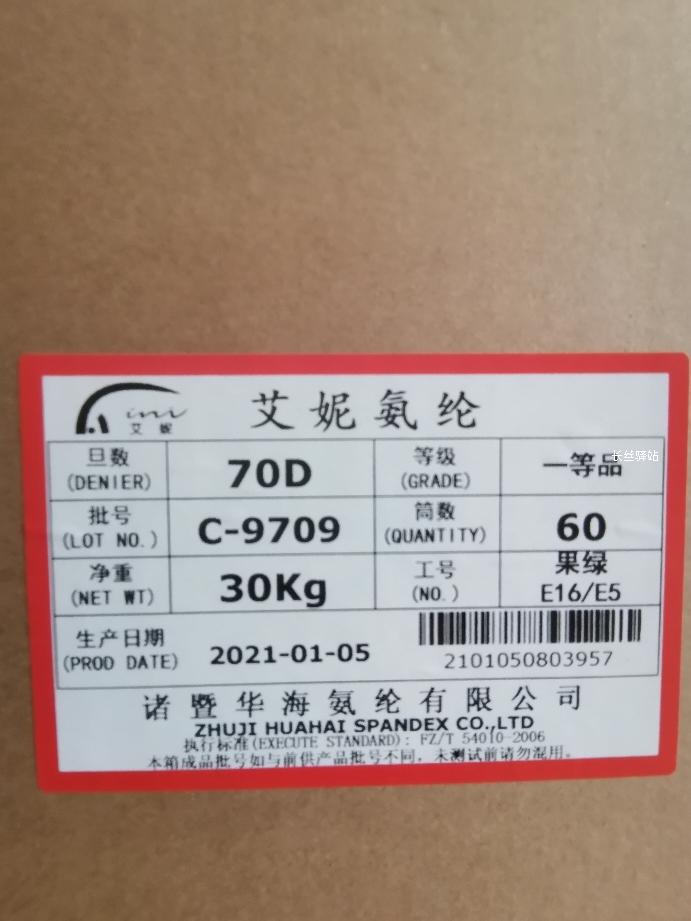 ini
艾妮
艾妮氨纶
旦数
(DENIER)
70D
等级
(GRADE)
一等品
长丝驿站
批号
(LOT NO.)
C-9709
筒数
(QUANTITY)
60
净重
(NET WT)
30Kg
工号
(NO.)
果绿
E16/E5
生产日期
(PROD DATE)
2021-01-05
2101050803957
诸暨华海氨纶有限公司
ZHUJI HUAHAI SPANDEX CO.,LTD
执行标准(EXECUTE STANDARD): FZ/T 54010-2006
本箱成品批号如与前供产品批号不同，未测试前请勿混用。